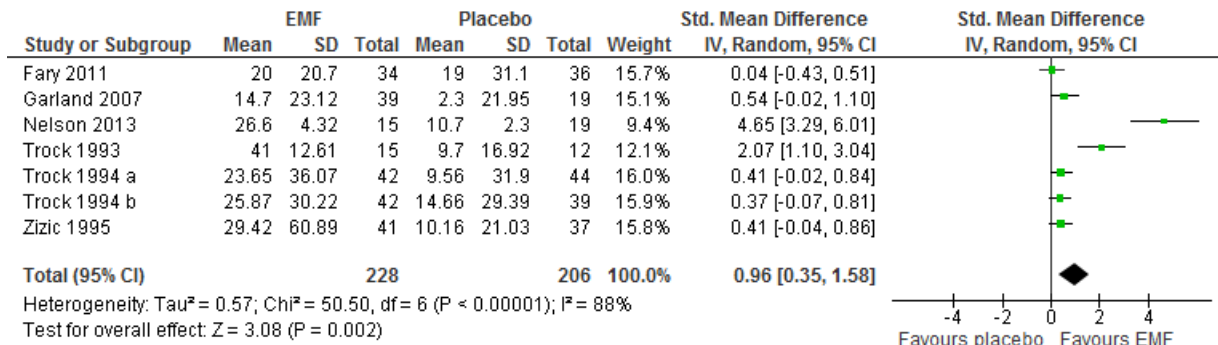 EMF Placebo Std. Mean Difference Std. Mean Difference
Study or Subgroup Mean SD Total Mean SD Total Weight IV, Random, 95% CI IV, Random, 95% CI
Fary 2011 20 20.7 34 19 31.1 36 15.7% 0.04 [-0.43, 0.51]
Garland 2007 14.7 23.12 39 2.3 21.95 19 15.1% 0.54 [-0.02, 1.10]
Nelson 2013 26.6 4.32 15 10.7 2.3 19 9.4% 4.65 [3.29, 6.01]
Trock 1993 41 12.61 15 9.7 16.92 12 12.1% 2.07 [1.10, 3.04]
Trock 1994 a 23.65 36.07 42 9.56 31.9 44 16.0% 0.41 [-0.02, 0.84]
Trock 1994 b 25.87 30.22 42 14.66 29.39 39 15.9% 0.37 [-0.07, 0.81]
Zizic 1995 29.42 60.89 41 10.16 21.03 37 15.8% 0.41 [-0.04, 0.86]
Total (95% CI) 228 206 100.0% 0.96 [0.35, 1.58]
Heterogeneity: Tau² = 0.57; Chi² = 50.50, df = 6 (P < 0.00001); I² = 88%
Test for overall effect: Z = 3.08 (P = 0.002)
-4 -2 0 2 4
Favours placebo Favours EMF